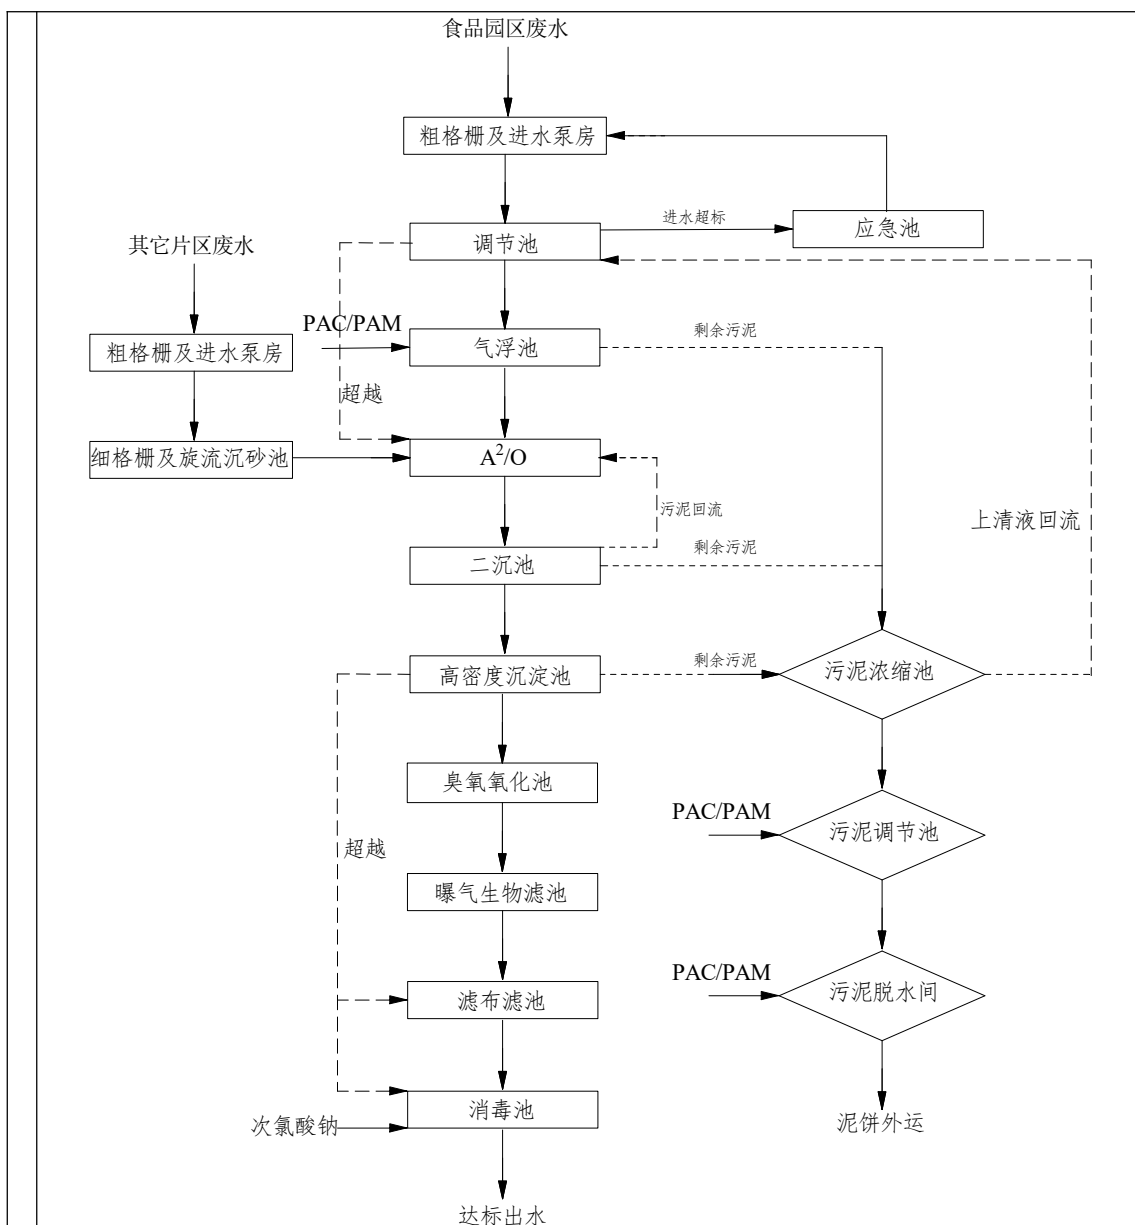 食品园区废水
粗格栅及进水泵房
进水超标
应急池
调节池
其它片区废水
PAC/PAM
气浮池
剩余污泥
粗格栅及进水泵房
超越
A²/O
细格栅及旋流沉砂池
污泥回流
上清液回流
二沉池
剩余污泥
高密度沉淀池
剩余污泥
污泥浓缩池
臭氧氧化池
PAC/PAM
污泥调节池
超越
曝气生物滤池
PAC/PAM
污泥脱水间
滤布滤池
消毒池
次氯酸钠
泥饼外运
达标出水